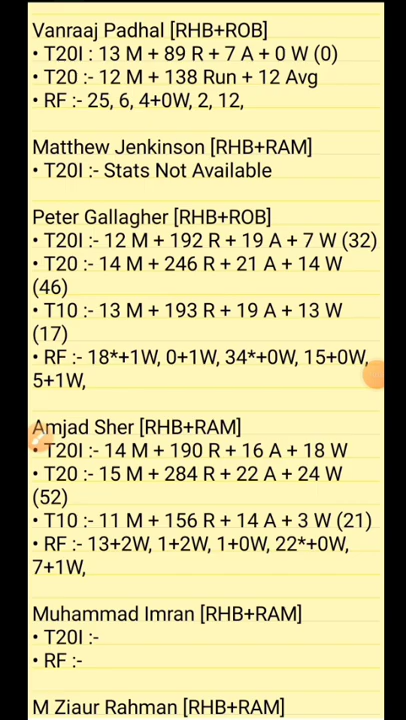 Vanraaj Padhal [RHB+ROB]
• T20I : 13 M + 89 R + 7 A + 0 W (0)
• T20 :- 12 M + 138 Run + 12 Avg
• RF :- 25, 6, 4+0W, 2, 12,
Matthew Jenkinson [RHB+RAM]
• T20I :- Stats Not Available
Peter Gallagher [RHB+ROB]
• T20I :- 12 M + 192 R + 19 A + 7 W (32)
• T20 :- 14 M + 246 R + 21 A + 14 W
(46)
• T10 :- 13 M + 193 R + 19 A + 13 W
(17)
• RF :- 18*+1W, 0+1W, 34*+0W, 15+0W,
5+1W,
Amjad Sher [RHB+RAM]
• T20I :- 14 M + 190 R + 16 A + 18 W
• T20 :- 15 M + 284 R + 22 A + 24 W
(52)
• T10 :- 11 M + 156 R + 14 A + 3 W (21)
• RF :- 13+2W, 1+2W, 1+0W, 22*+0W,
7+1W,
Muhammad Imran [RHB+RAM]
• T20I :-
• RF :-
M Ziaur Rahman [RHB+RAM]